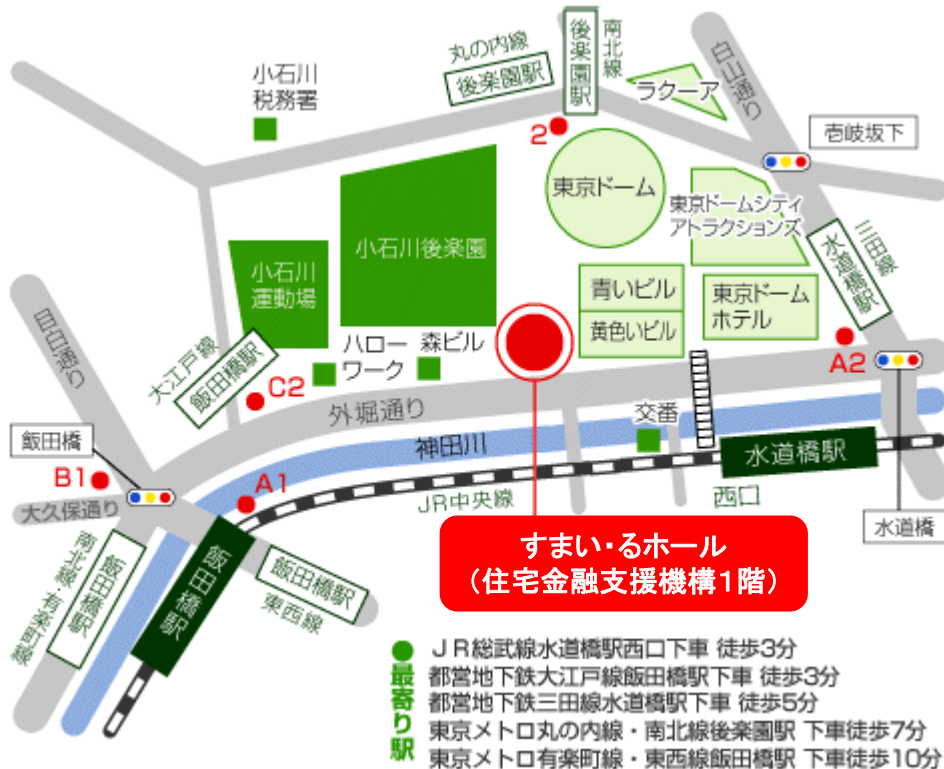 小石川
税務署
丸の内線
後楽園駅
後楽園駅
南北線
ラクーア
白山通り
壱岐坂下
2
東京ドーム
東京ドームシティ
アトラクションズ
三田線
水道橋駅
小石川後楽園
小石川
運動場
青いビル
黄色いビル
東京ドーム
ホテル
目白通り
大江戸線
飯田橋駅
C2
ハロー
ワーク
森ビル
A2
外堀通り
交番
飯田橋
神田川
水道橋駅
B1
A1
JR中央線
西口
大久保通り
水道橋
南北線・有楽町線
飯田橋駅
飯田橋駅
飯田橋駅
東西線
すまい・るホール
（住宅金融支援機構1階）
●最寄り駅
ＪＲ総武線水道橋駅西口下車 徒歩3分
都営地下鉄大江戸線飯田橋駅下車 徒歩3分
都営地下鉄三田線水道橋駅下車 徒歩5分
東京メトロ丸の内線・南北線後楽園駅 下車徒歩7分
東京メトロ有楽町線・東西線飯田橋駅 下車徒歩10分